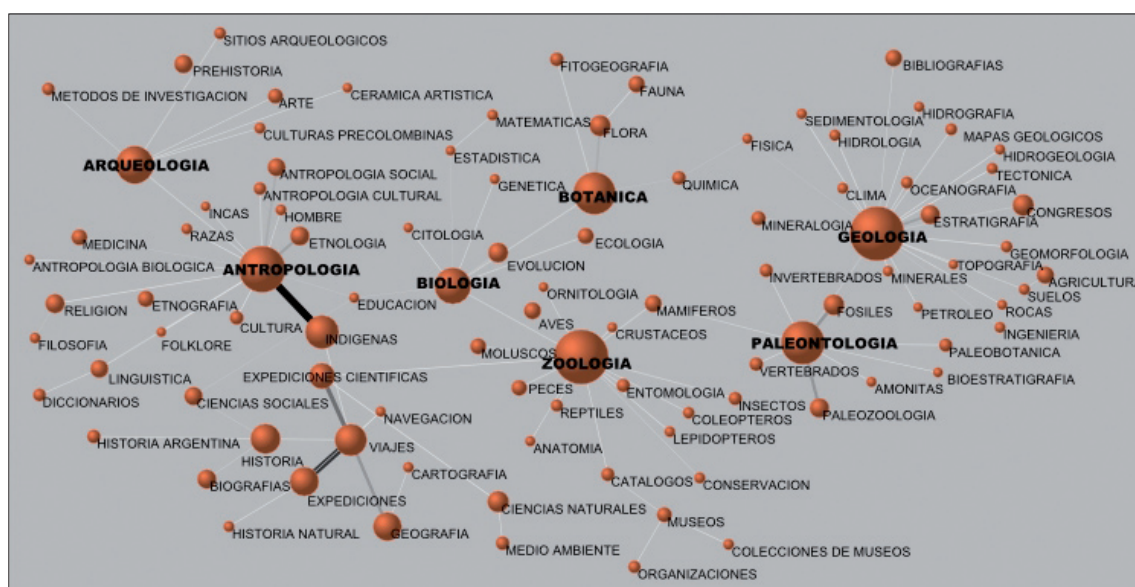 SITIOS ARQUEOLOGICOS
PREHISTORIA
METODOS DE INVESTIGACION
ARTE
CERAMICA ARTISTICA
CULTURAS PRECOLOMBINAS
ARQUEOLOGIA
ANTROPOLOGIA SOCIAL
ANTROPOLOGIA CULTURAL
INCAS
HOMBRE
RAZAS
MEDICINA
ETNOLOGIA
ANTROPOLOGIA BIOLOGICA
ANTROPOLOGIA
RELIGION
ETNOGRAFIA
EDUCACION
CULTURA
INDIGENAS
FILOSOFIA
FOLKLORE
LINGUISTICA
EXPEDICIONES CIENTIFICAS
DICCIONARIOS
CIENCIAS SOCIALES
NAVEGACION
HISTORIA ARGENTINA
HISTORIA
VIAJES
BIOGRAFIAS
EXPEDICIONES
CARTOGRAFIA
HISTORIA NATURAL
GEOGRAFIA
CIENCIAS NATURALES
MEDIO AMBIENTE
FITOGEOGRAFIA
FAUNA
MATEMATICAS
FLORA
ESTADISTICA
GENETICA
BOTANICA
QUIMICA
FISICA
CITOLOGIA
ECOLOGIA
EVOLUCION
BIOLOGIA
ORNITOLOGIA
AVES
MAMIFEROS
CRUSTACEOS
MOLUSCOS
ZOOLOGIA
PECES
ENTOMOLOGIA
INSECTOS
REPTILES
COLEOPTEROS
ANATOMIA
LEPIDOPTEROS
CATALOGOS
CONSERVACION
MUSEOS
COLECCIONES DE MUSEOS
ORGANIZACIONES
BIBLIOGRAFIAS
SEDIMENTOLOGIA
HIDROGRAFIA
HIDROLOGIA
MAPAS GEOLOGICOS
HIDROGEOLOGIA
TECTONICA
CLIMA
OCEANOGRAFIA
MINERALOGIA
ESTRATIGRAFIA
CONGRESOS
GEOLOGIA
GEOMORFOLOGIA
TOPOGRAFIA
INVERTEBRADOS
MINERALES
AGRICULTURA
SUELOS
FOSILES
PETROLEO
ROCAS
INGENIERIA
PALEONTOLOGIA
PALEOBOTANICA
VERTEBRADOS
BIOESTRATIGRAFIA
AMONITAS
PALEOZOOLOGIA